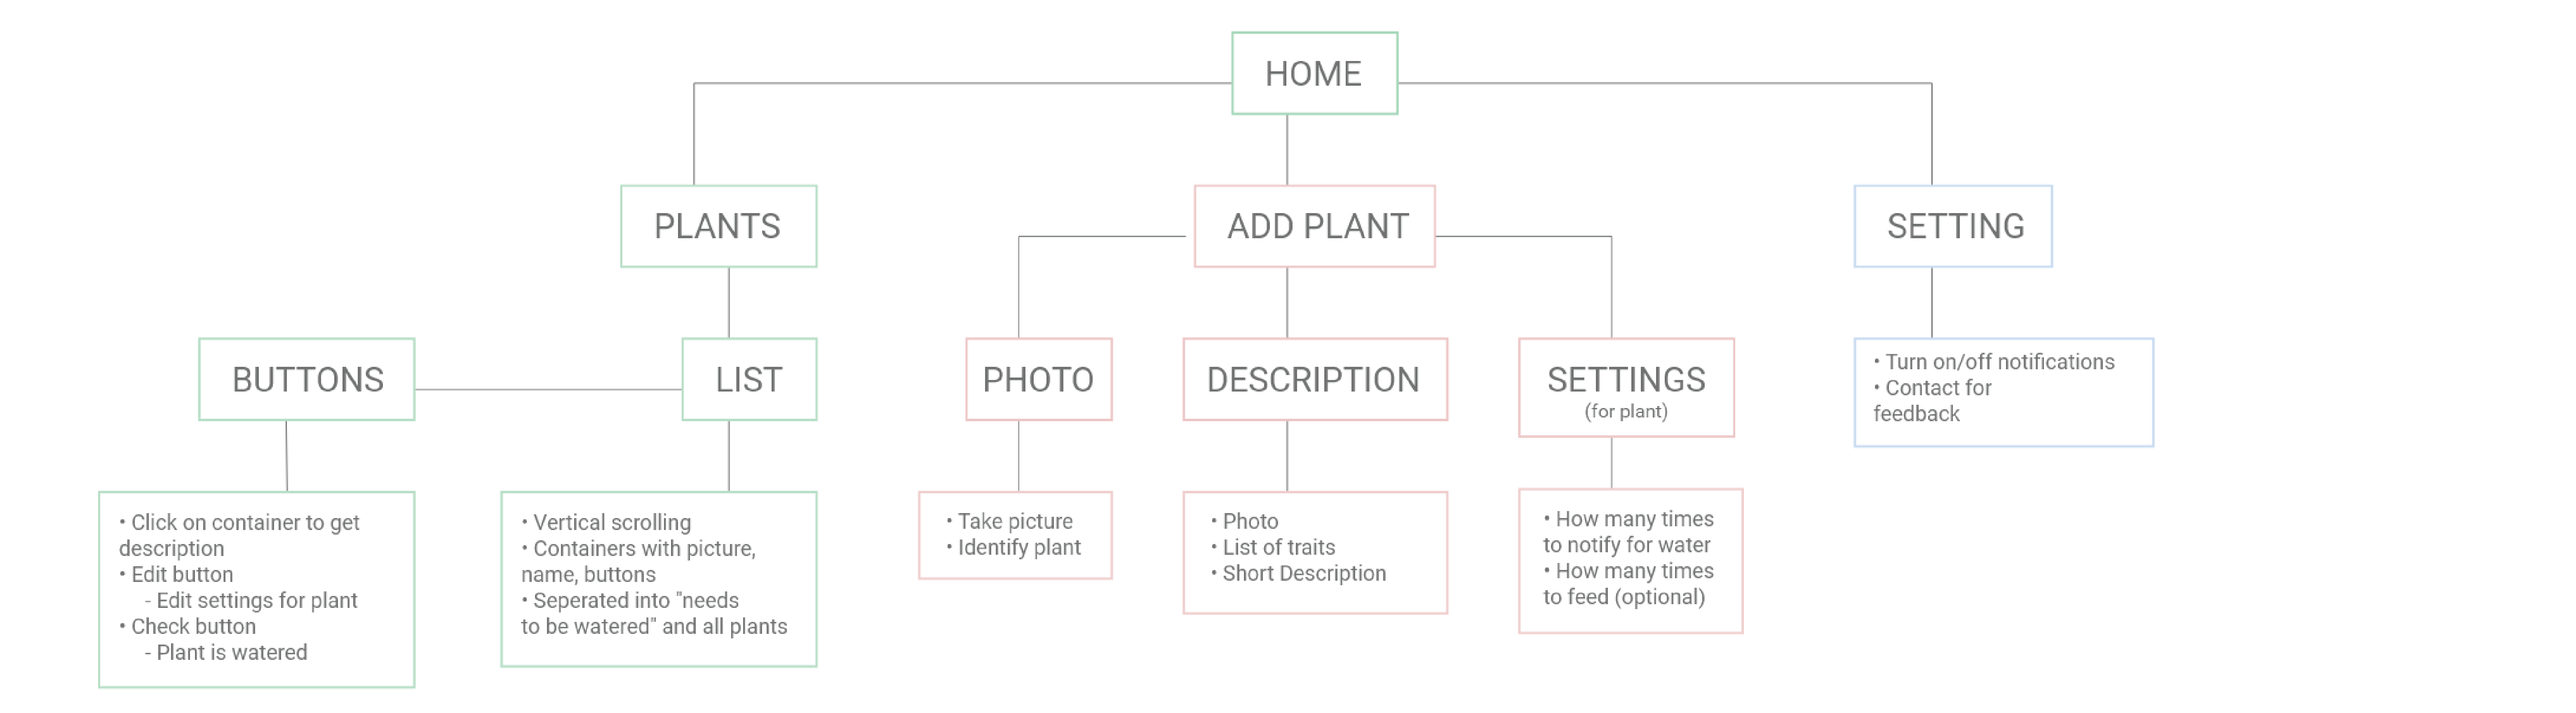 HOME
PLANTS
ADD PLANT
SETTING
BUTTONS
LIST
PHOTO
DESCRIPTION
SETTINGS
(for plant)
• Turn on/off notifications
• Contact for
feedback
• Click on container to get
description
• Edit button
- Edit settings for plant
• Check button
- Plant is watered
• Vertical scrolling
• Containers with picture,
name, buttons
• Seperated into "needs
to be watered" and all plants
• Take picture
• Identify plant
• Photo
• List of traits
• Short Description
• How many times
to notify for water
• How many times
to feed (optional)